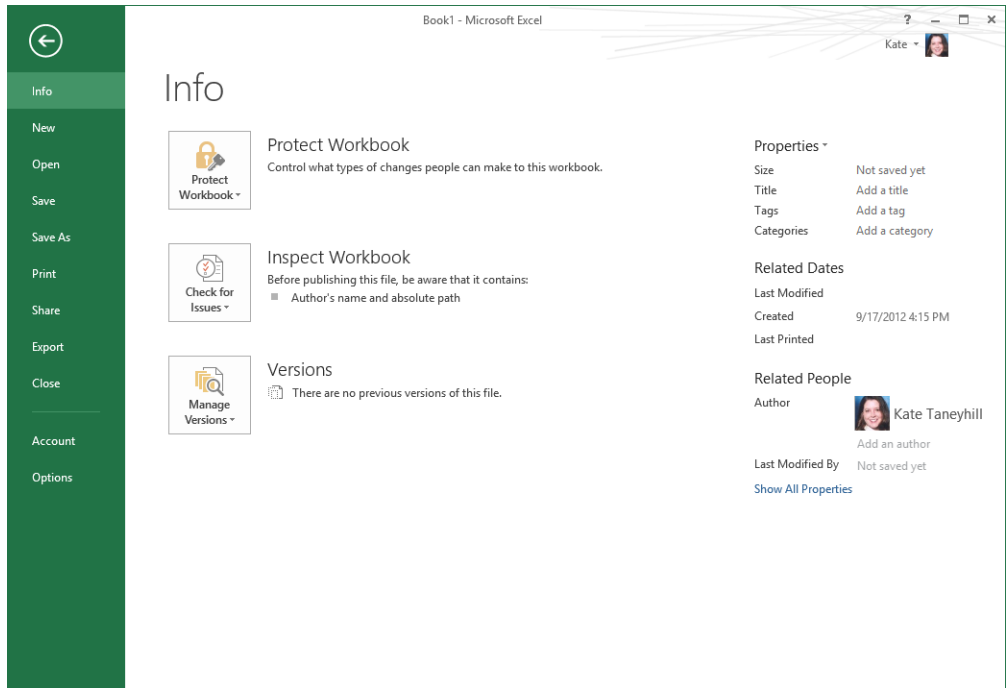 Book1 - Microsoft Excel
?
Kate
Info
New
Open
Save
Save As
Print
Share
Export
Close
Account
Options
Info
Protect Workbook
Protect Workbook
Control what types of changes people can make to this workbook.
Check for Issues
Inspect Workbook
Before publishing this file, be aware that it contains:
Author's name and absolute path
Manage Versions
Versions
There are no previous versions of this file.
Properties
Size Not saved yet
Title Add a title
Tags Add a tag
Categories Add a category
Related Dates
Last Modified
Created 9/17/2012 4:15 PM
Last Printed
Related People
Author Kate Taneyhill
Add an author
Last Modified By Not saved yet
Show All Properties